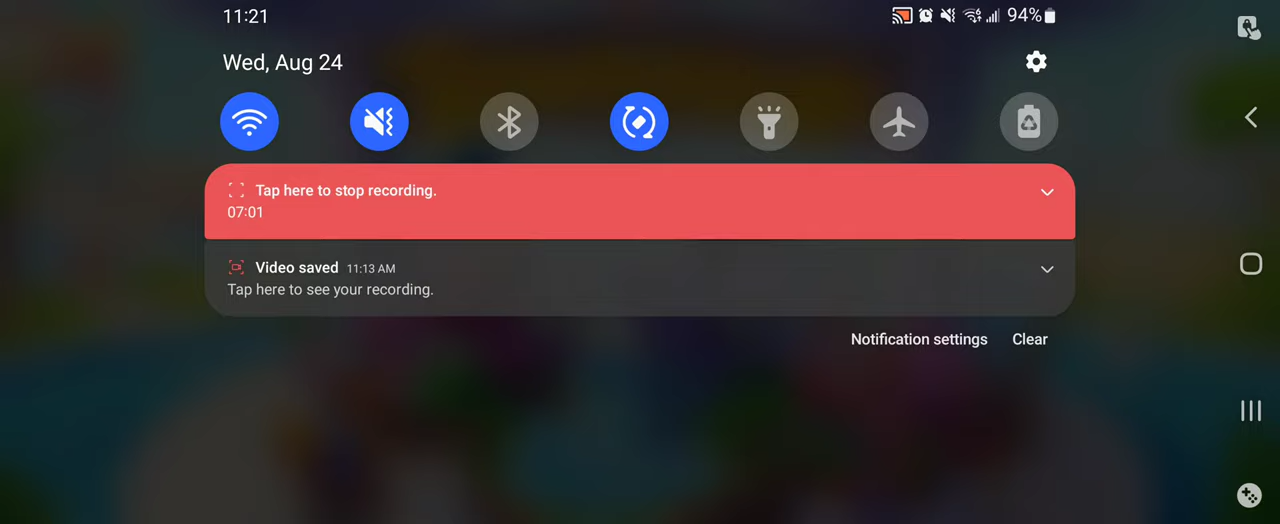 11:21
94%
Wed, Aug 24
Tap here to stop recording.
07:01
Video saved 11:13 AM
Tap here to see your recording.
Notification settings Clear